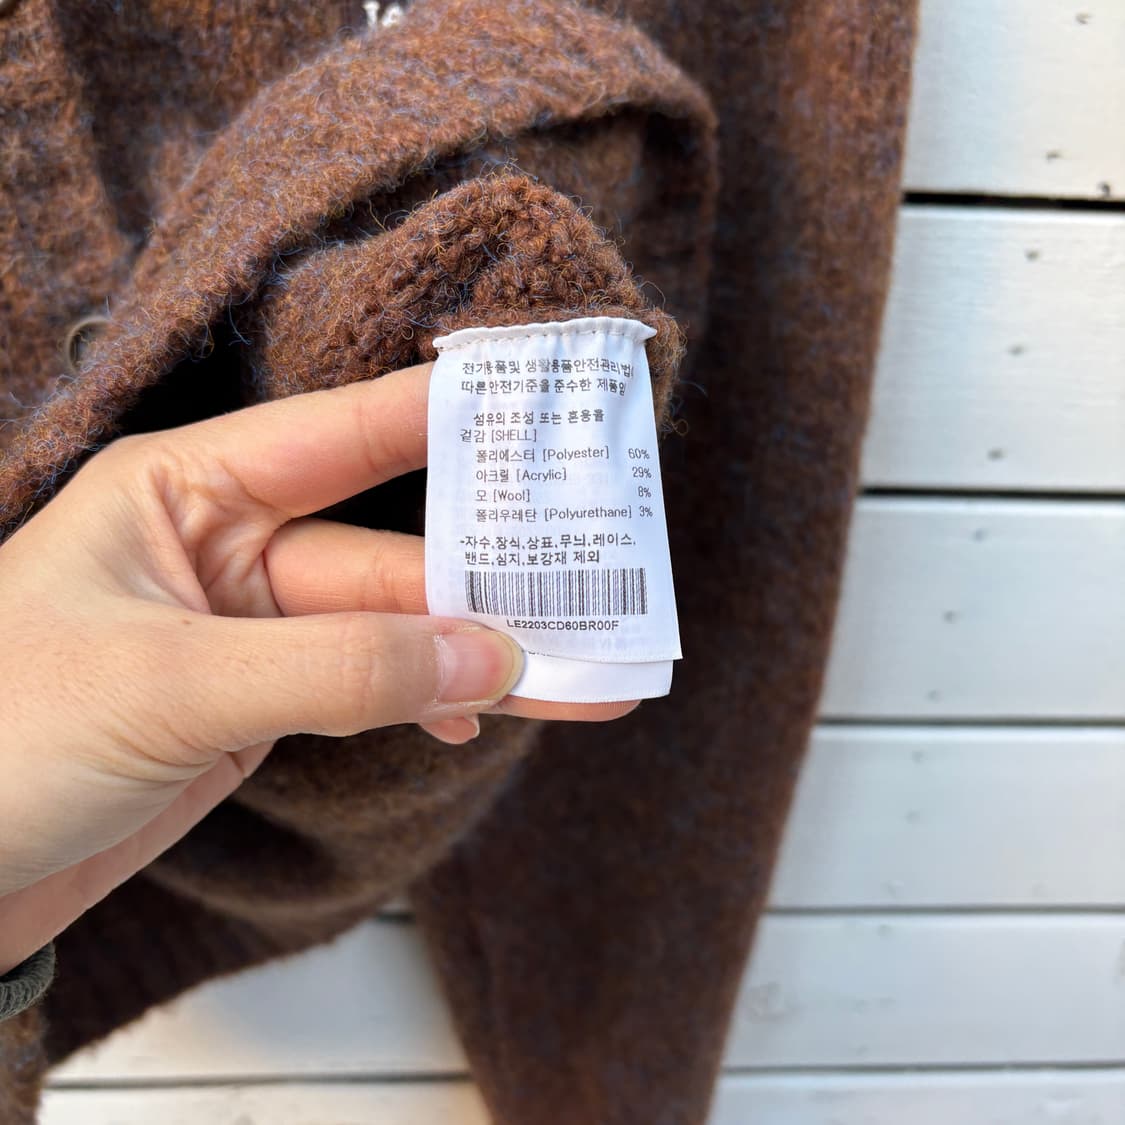 전기용품및 생활용품안전관리법
따른안전기준을 준수한 제품임
섬유의 조성 또는 혼용율
겉감 [SHELL]
폴리에스터 [Polyester] 60%
아크릴 [Acrylic] 29%
모 [Wool] 8%
폴리우레탄 [Polyurethane] 3%
-자수,장식,상표,무늬,레이스,
밴드,심지,보강재 제외
LE2203CD60BR00F